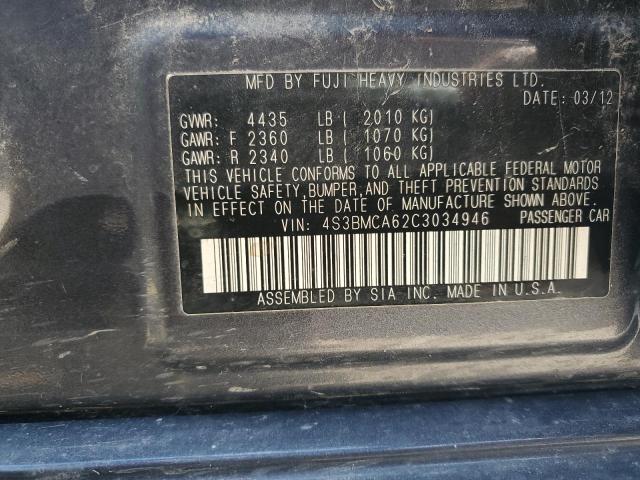 MFD BY FUJI HEAVY INDUSTRIES LTD.
DATE: 03/12
GVWR: 4435 LB ( 2010 KG)
GAWR: F 2360 LB ( 1070 KG)
GAWR: R 2340 LB ( 1060 KG)
THIS VEHICLE CONFORMS TO ALL APPLICABLE FEDERAL MOTOR
VEHICLE SAFETY, BUMPER, AND THEFT PREVENTION STANDARDS
IN EFFECT ON THE DATE OF MANUFACTURE SHOWN ABOVE.
VIN: 4S3BMCA62C3034946 PASSENGER CAR
ASSEMBLED BY SIA INC. MADE IN U.S.A.